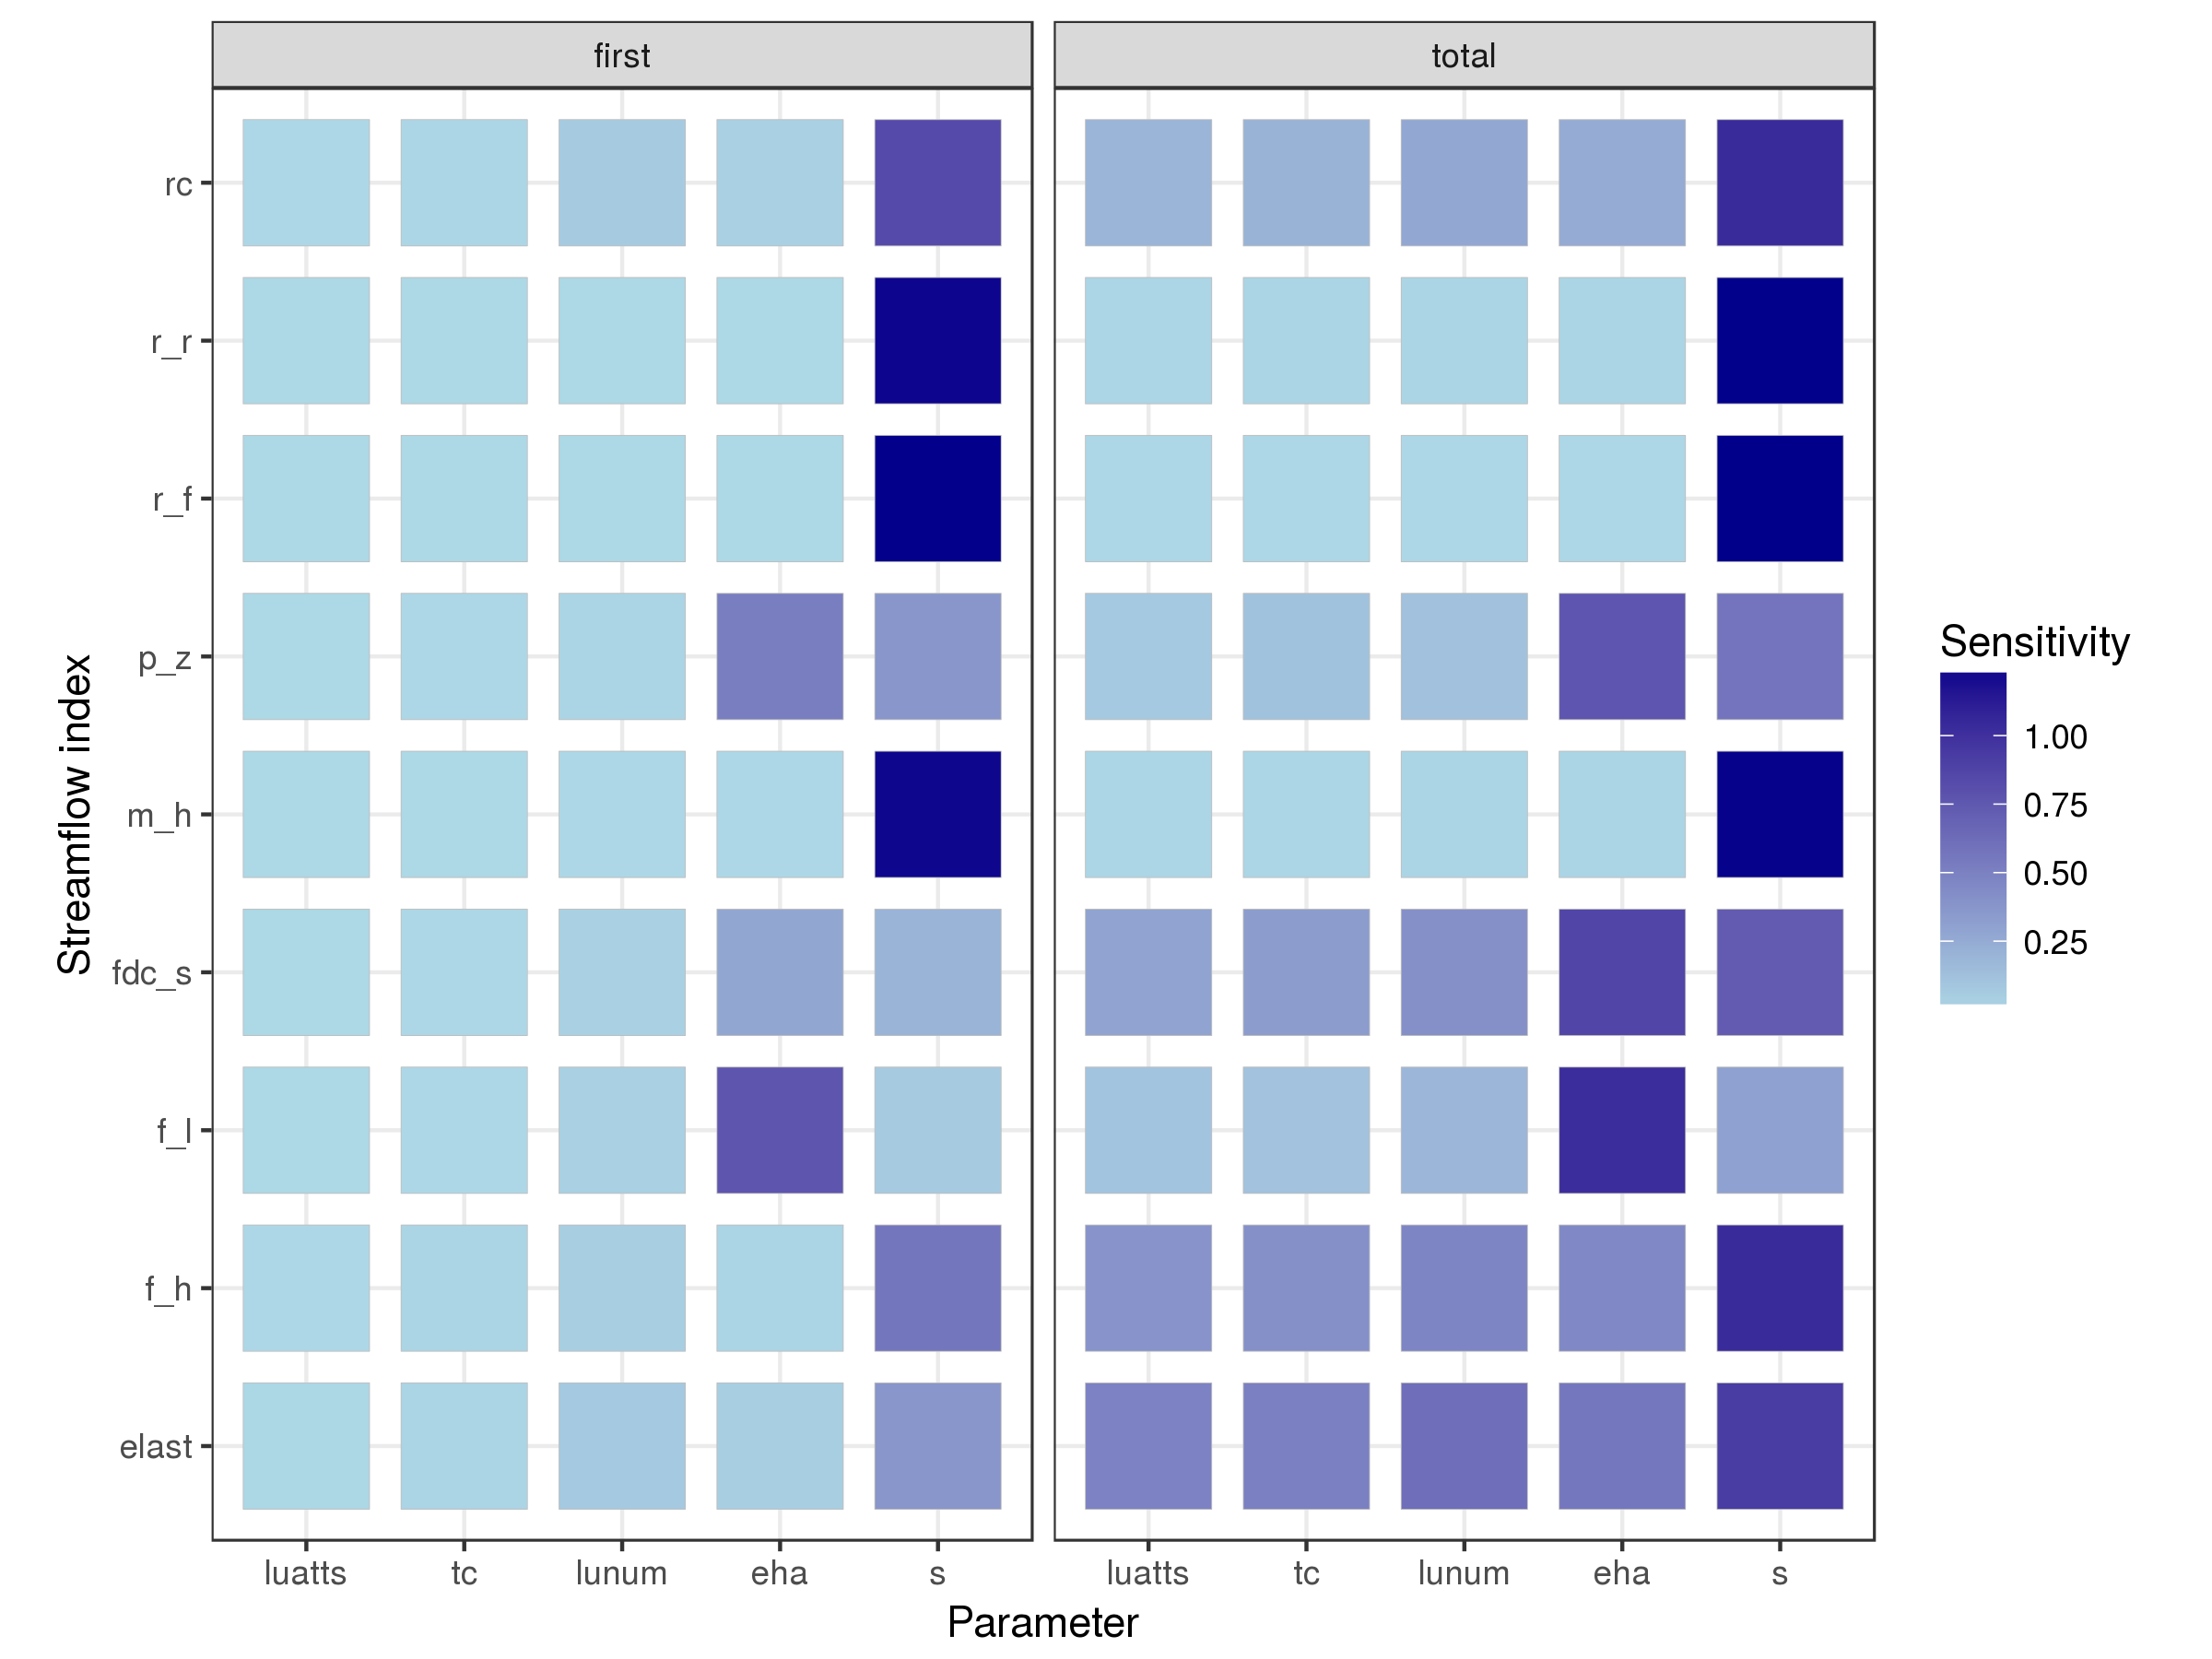 first
total
rc
r_r
r_f
p_z
m_h
fdc_s
f_l
f_h
elast
Streamflow index
luatts tc lunum eha s
luatts tc lunum eha s
Parameter
Sensitivity
1.00
0.75
0.50
0.25